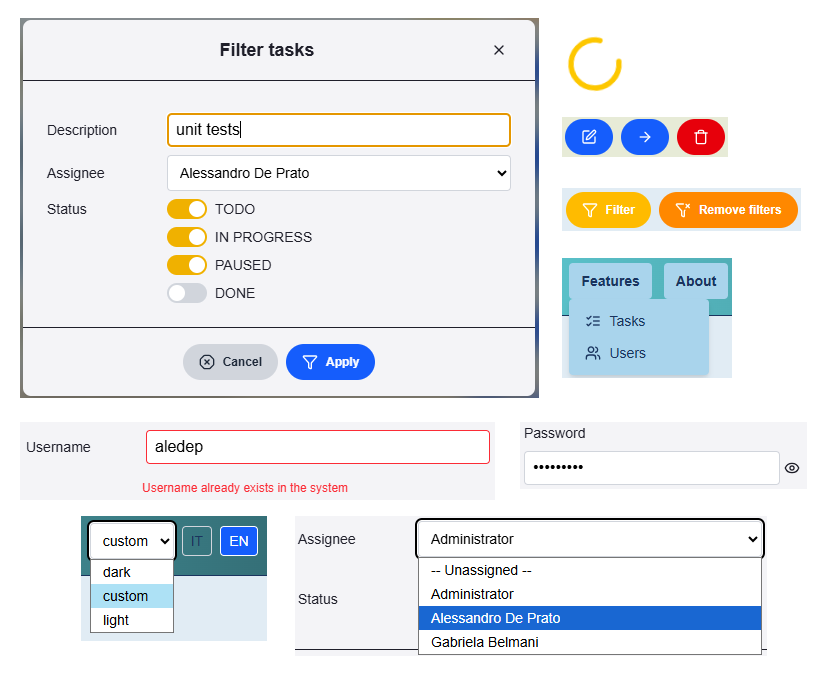 Filter tasks
Description
unit tests
Assignee
Alessandro De Prato
Status
TODO
IN PROGRESS
PAUSED
DONE
Cancel
Apply
Filter
Remove filters
Features
About
Tasks
Users
Username
aledep
Username already exists in the system
Password
•••••••••
custom
IT
EN
dark
custom
light
Assignee
Administrator
-- Unassigned --
Administrator
Status
Alessandro De Prato
Gabriela Belmani